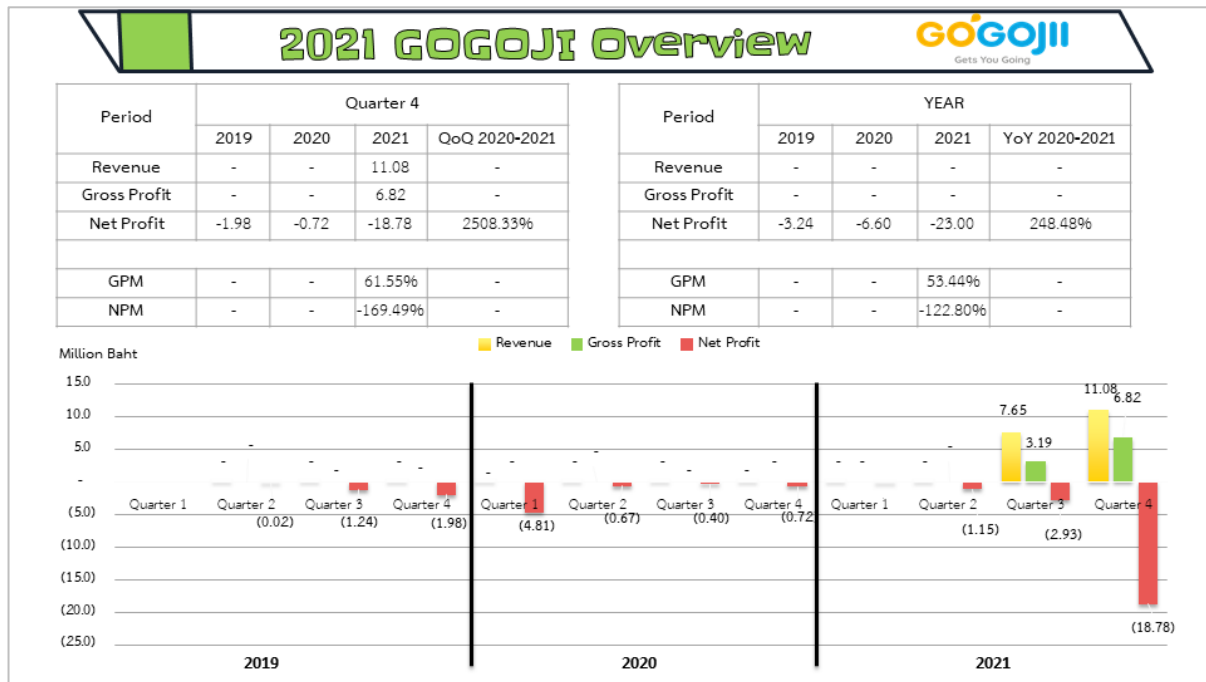 2021 GOGOJI Overview
GOGOJII
Gets You Going
Period Quarter 4
2019 2020 2021 QoQ 2020-2021
Revenue - - 11.08 -
Gross Profit - - 6.82 -
Net Profit -1.98 -0.72 -18.78 2508.33%
GPM - - 61.55% -
NPM - - -169.49% -
Period YEAR
2019 2020 2021 YoY 2020-2021
Revenue - - - -
Gross Profit - - - -
Net Profit -3.24 -6.60 -23.00 248.48%
GPM - - 53.44% -
NPM - - -122.80% -
Million Baht
Revenue Gross Profit Net Profit
15.0
10.0
5.0
-
(5.0)
(10.0)
(15.0)
(20.0)
(25.0)
- - - - - - - - - - - - - - - - - -
7.65 3.19 11.08 6.82
Quarter 1 Quarter 2 Quarter 3 Quarter 4 Quarter 1 Quarter 2 Quarter 3 Quarter 4 Quarter 1 Quarter 2 Quarter 3 Quarter 4
(0.02) (1.24) (1.98) (4.81) (0.67) (0.40) (0.72) (1.15) (2.93) (18.78)
2019 2020 2021